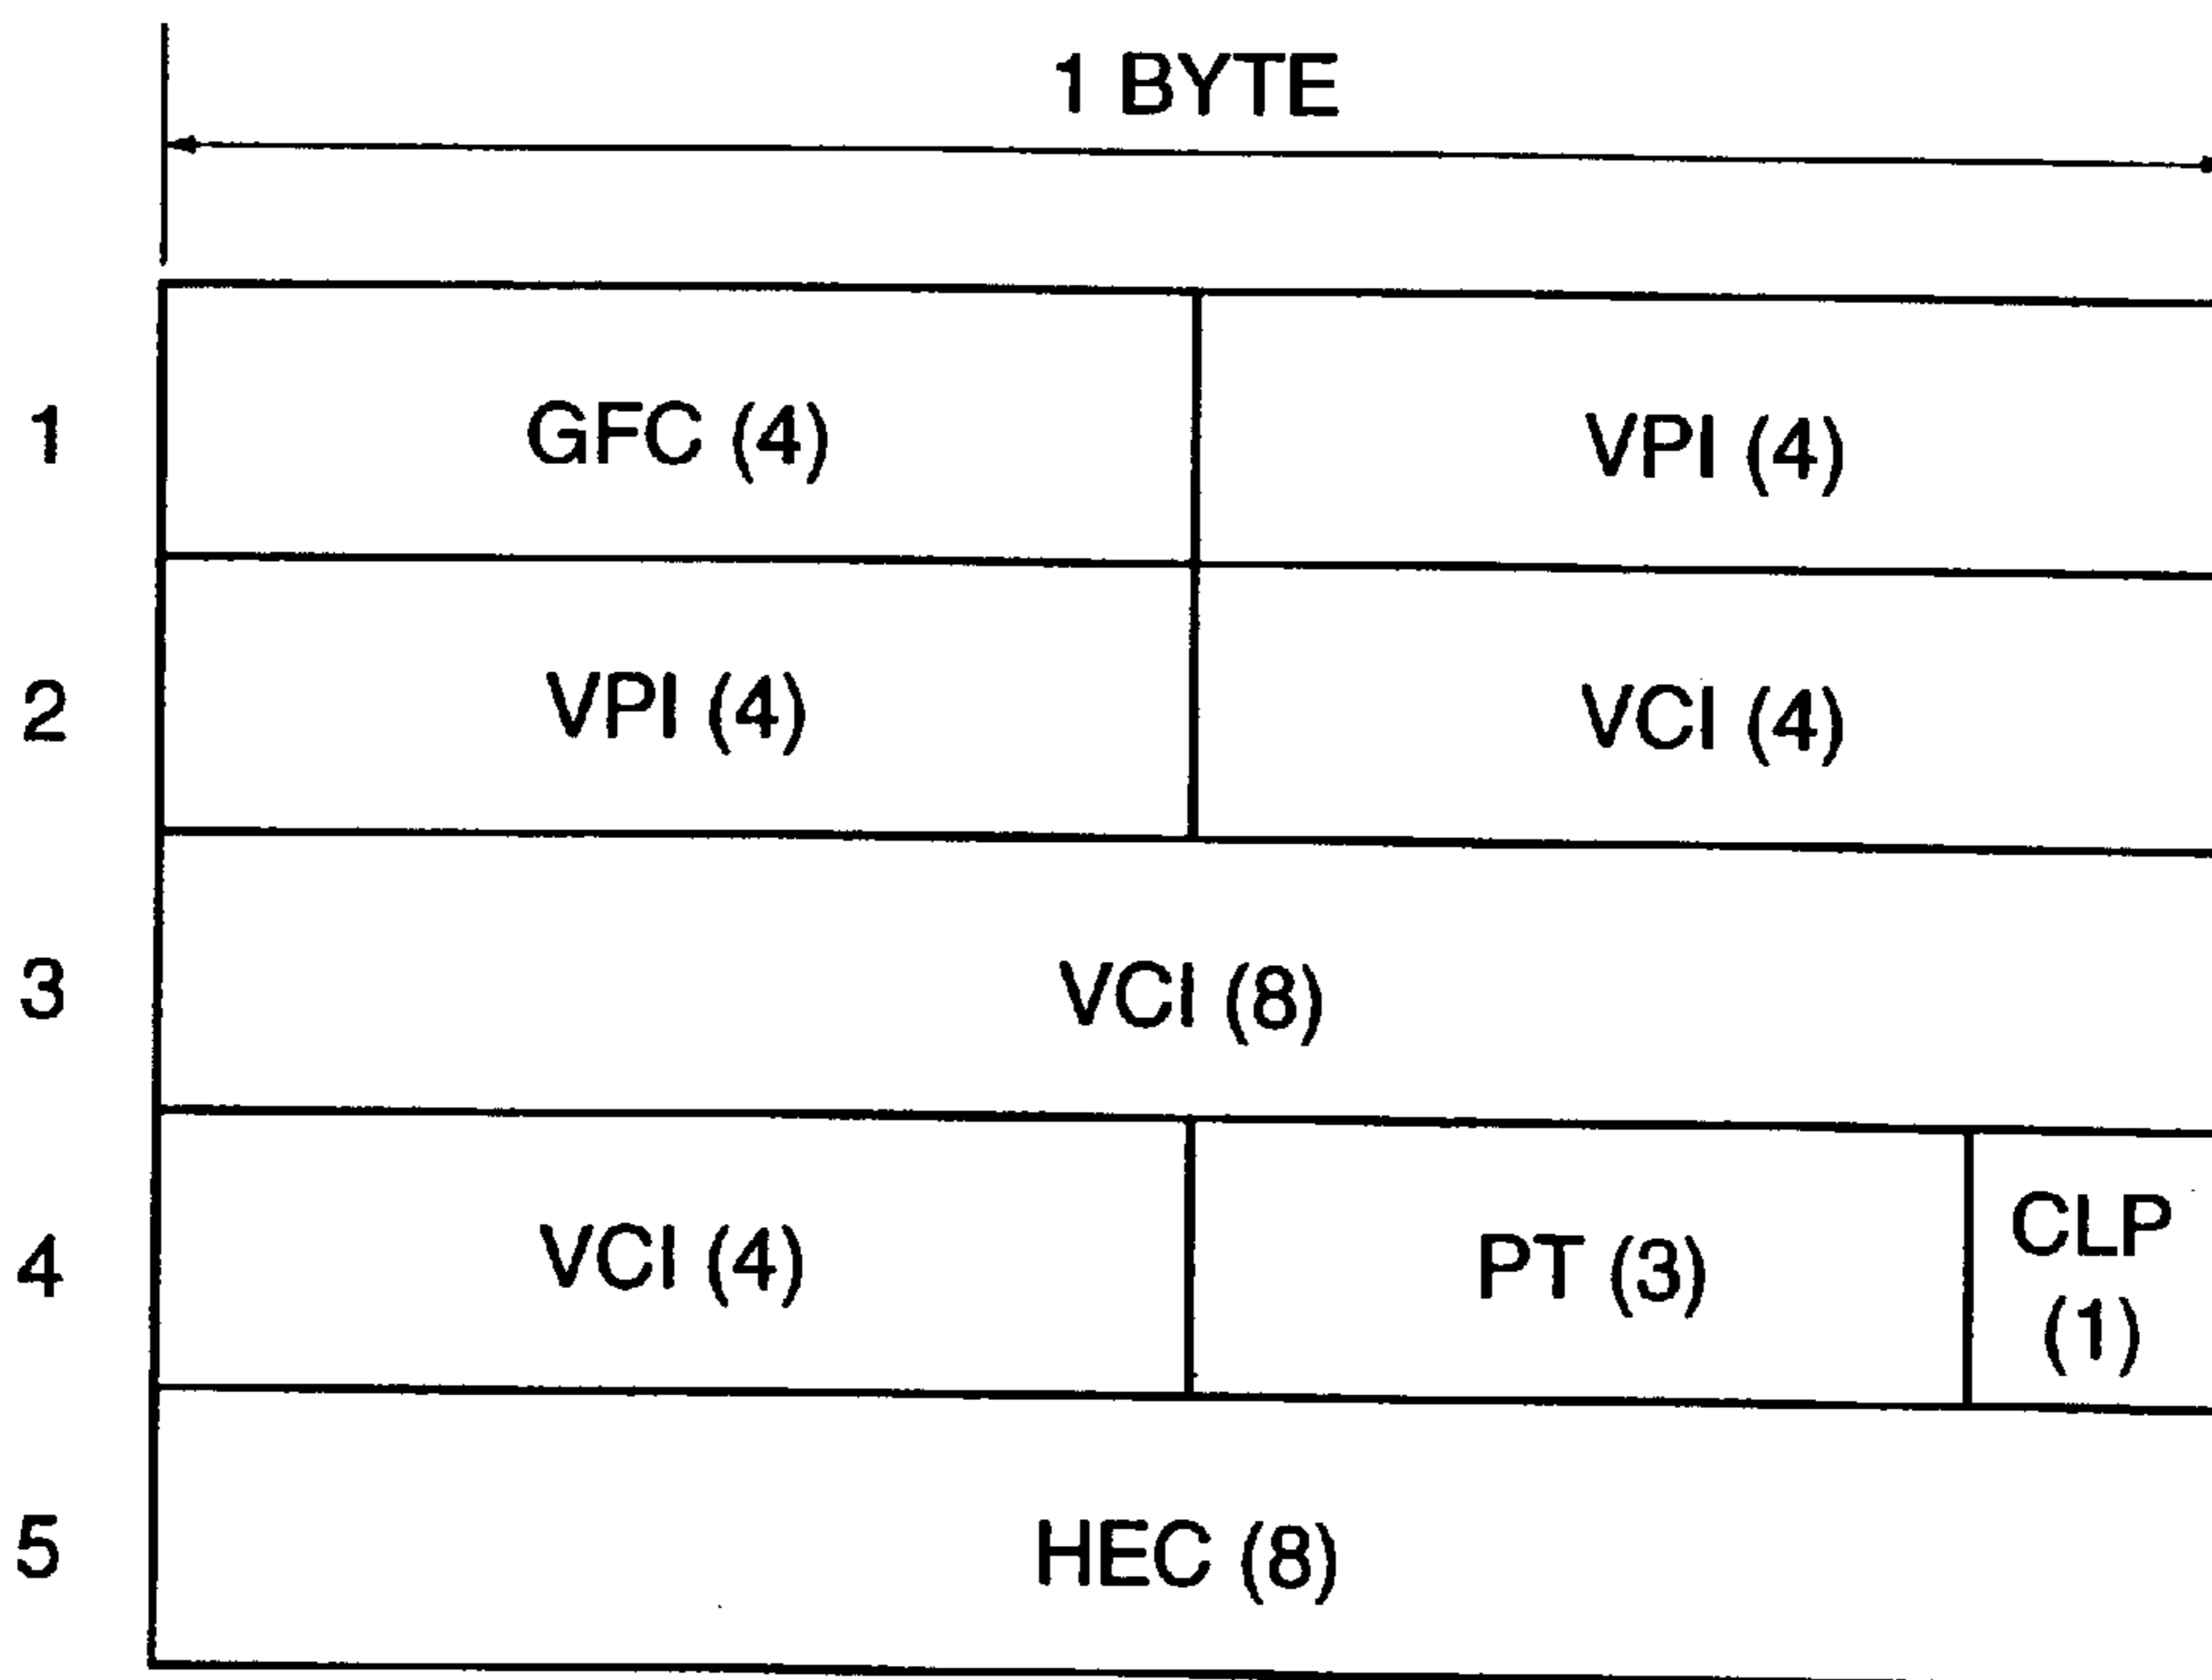 1 BYTE
1 GFC (4) VPI (4)
2 VPI (4) VCI (4)
3 VCI (8)
4 VCI (4) PT (3) CLP
(1)
5 HEC (8)